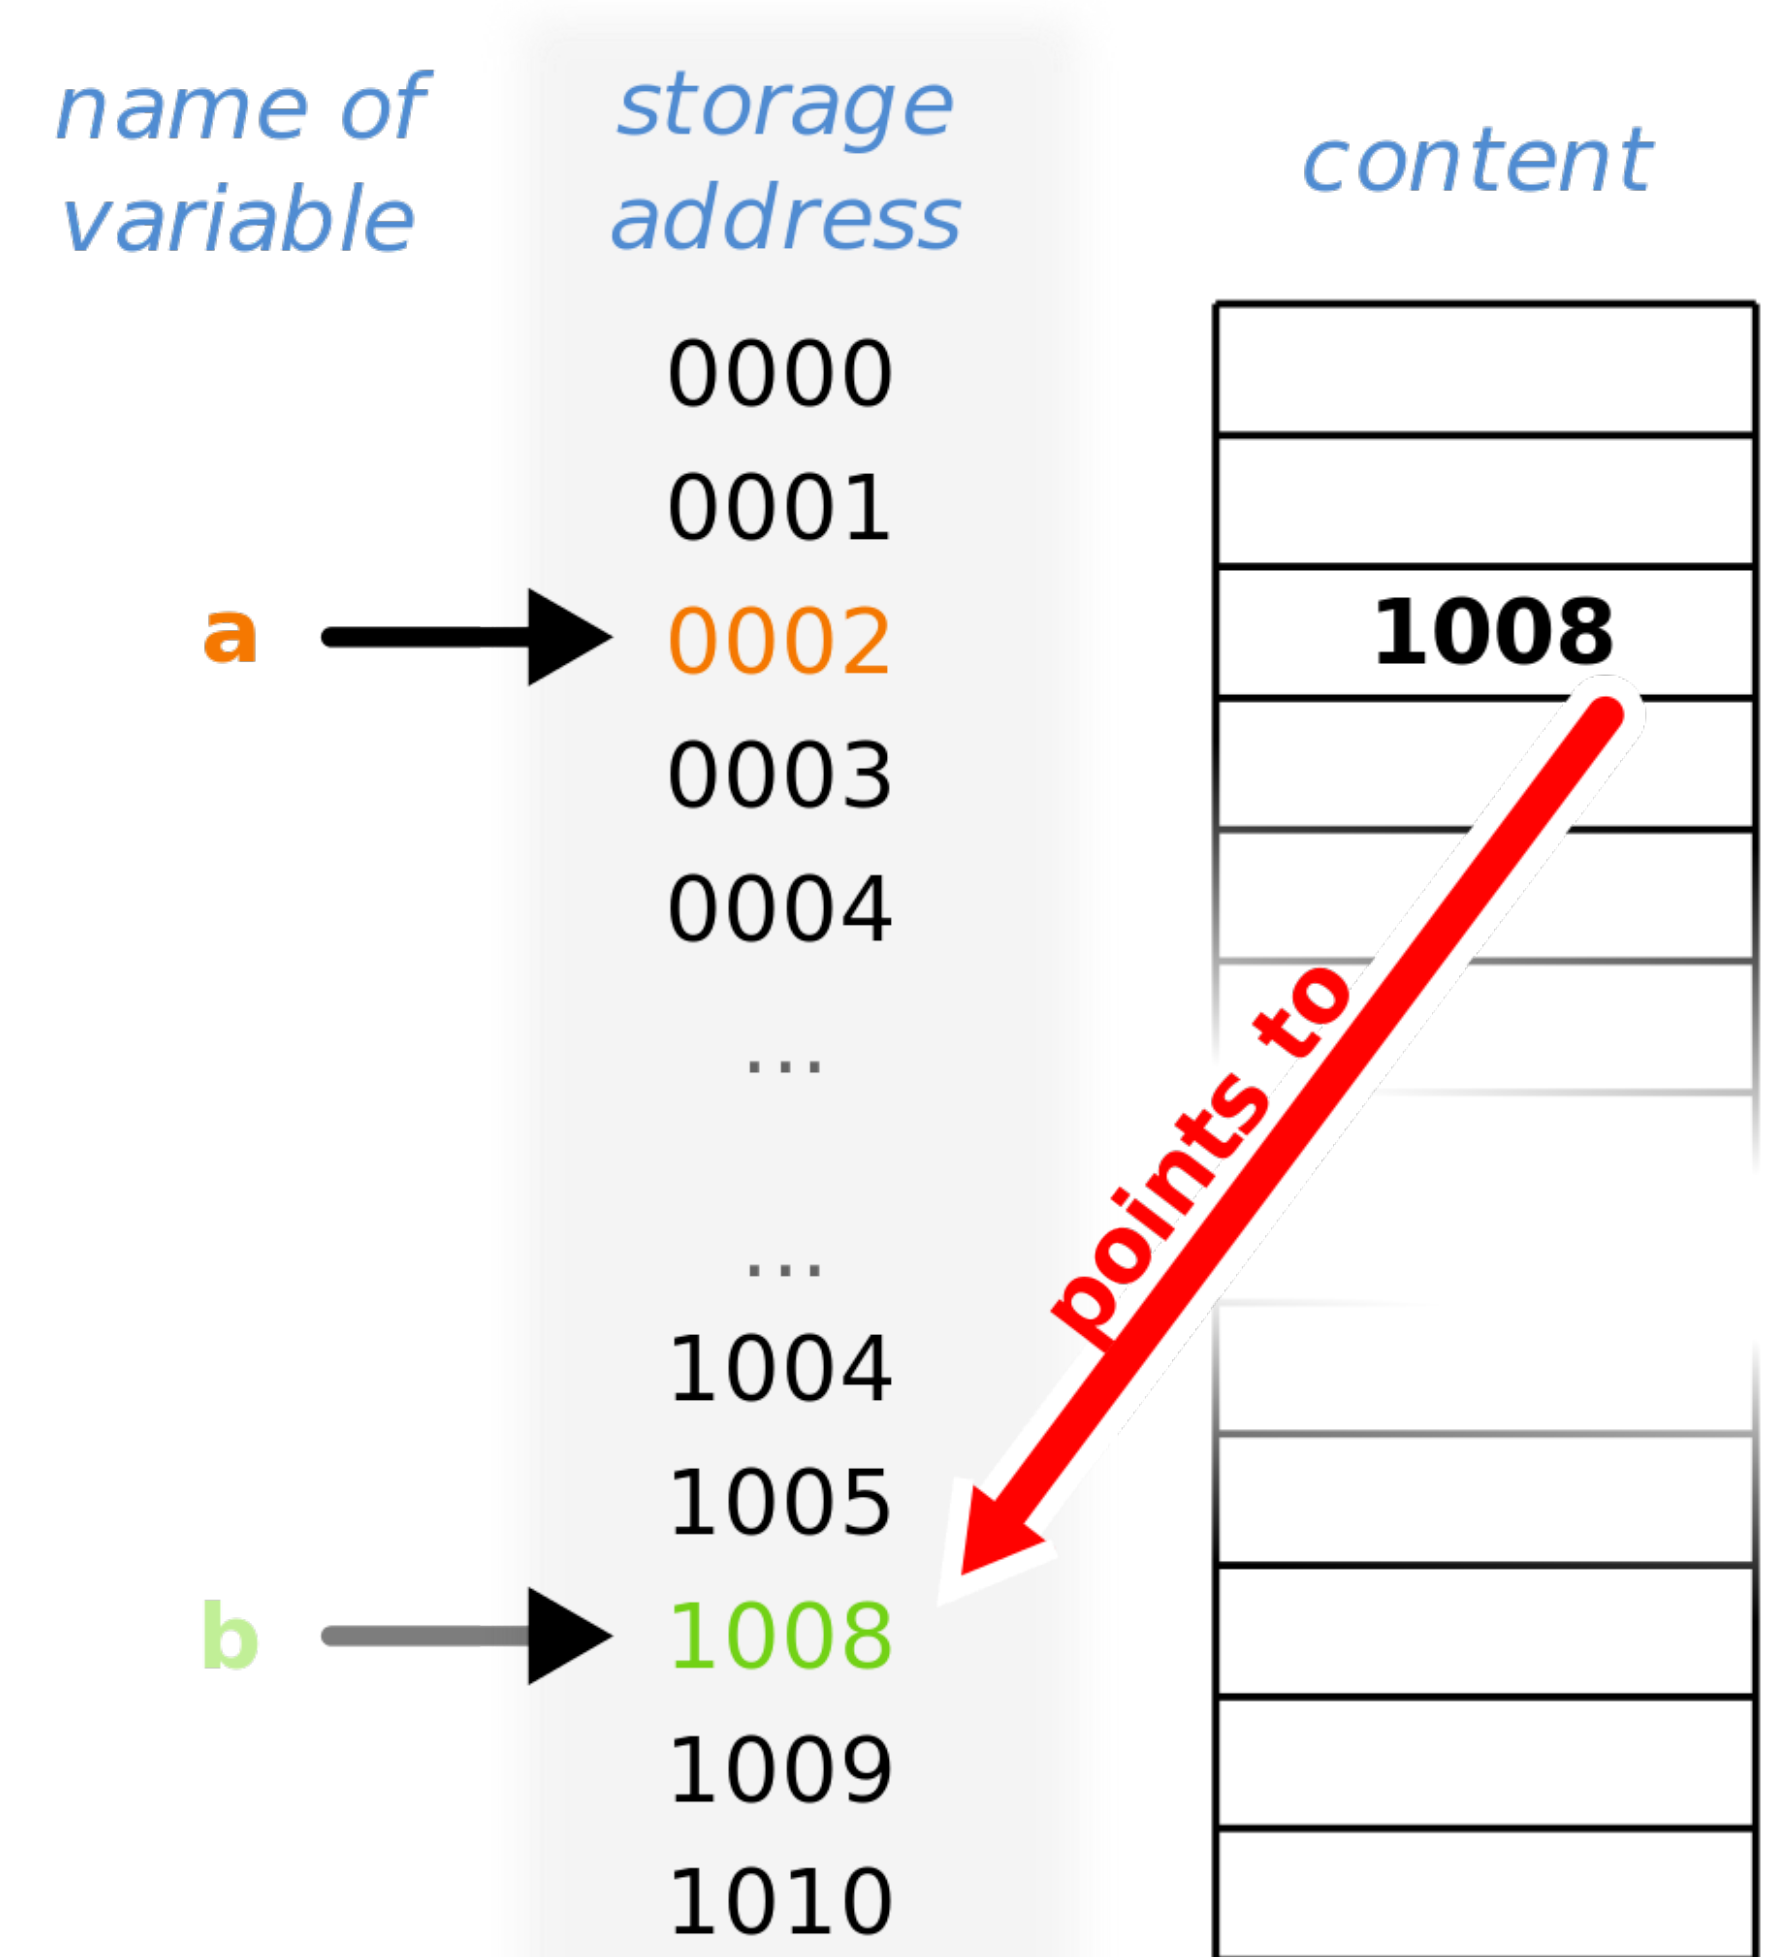 name of
variable
storage
address
content
0000
0001
a 0002 1008
0003
0004
...
points to
...
1004
1005
b 1008
1009
1010